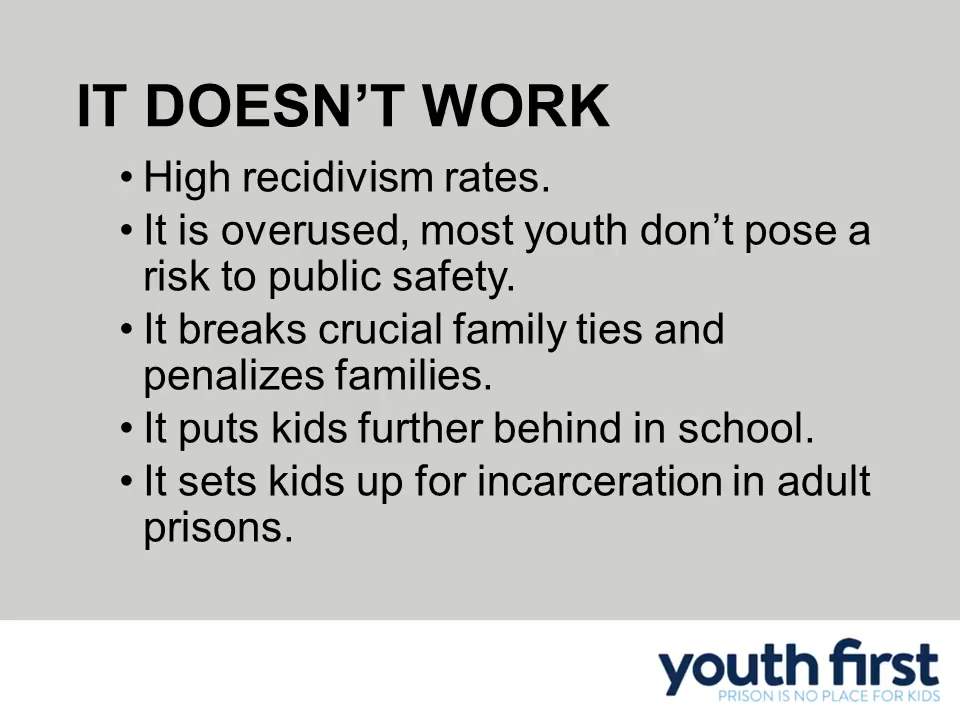 IT DOESN’T WORK
• High recidivism rates.
• It is overused, most youth don’t pose a
risk to public safety.
• It breaks crucial family ties and
penalizes families.
• It puts kids further behind in school.
• It sets kids up for incarceration in adult
prisons.
youth first
PRISON IS NO PLACE FOR KIDS